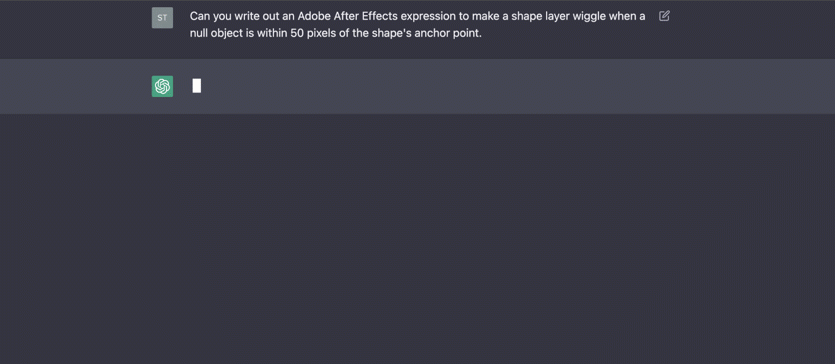 ST
Can you write out an Adobe After Effects expression to make a shape layer wiggle when a
null object is within 50 pixels of the shape's anchor point.